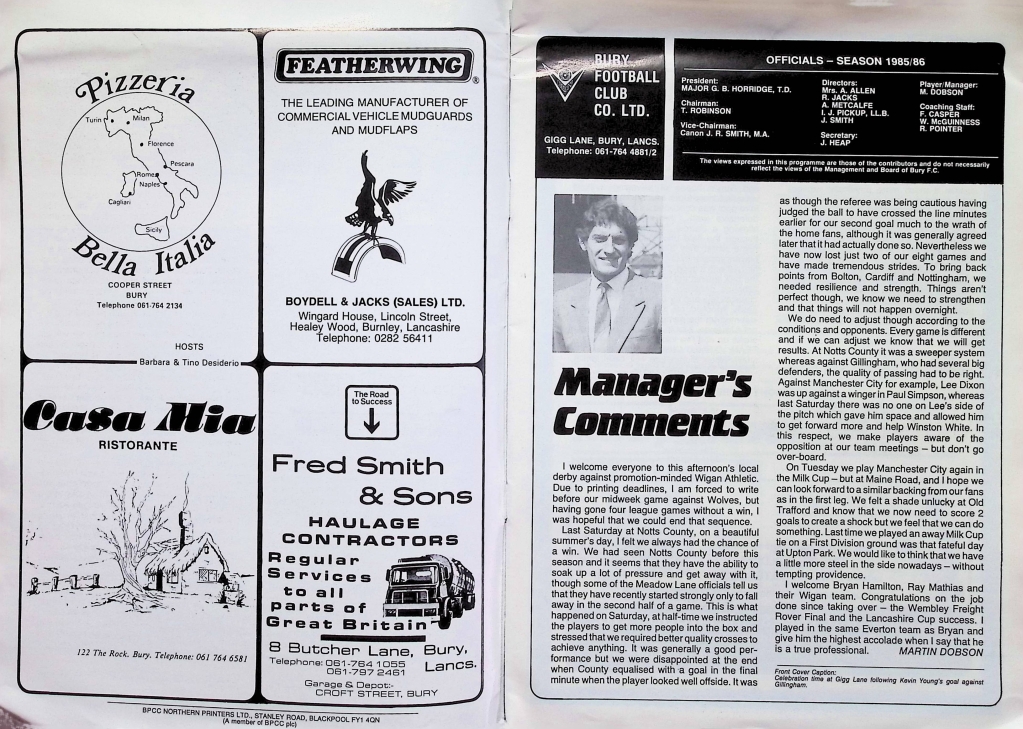 Pizzeria
Turin
Milan
Florence
Pescara
Rome
Naples
Cagliari
Sicily
Bella Italia
COOPER STREET
BURY
Telephone 061-764 2134
HOSTS
Barbara & Tino Desiderio
FEATHERWING®
THE LEADING MANUFACTURER OF
COMMERCIAL VEHICLE MUDGUARDS
AND MUDFLAPS
BOYDELL & JACKS (SALES) LTD.
Wingard House, Lincoln Street,
Healey Wood, Burnley, Lancashire
Telephone: 0282 56411
Casa Mia
RISTORANTE
122 The Rock, Bury. Telephone: 061 764 6581
The Road
to Success
Fred Smith
& Sons
HAULAGE
CONTRACTORS
Regular
Services
to all
parts of
Great Britain
8 Butcher Lane, Bury,
Lancs.
Telephone: 061-764 1055
061-797 2461
Garage & Depot:-
CROFT STREET, BURY
BPCC NORTHERN PRINTERS LTD., STANLEY ROAD, BLACKPOOL FY1 4QN
(A member of BPCC plc)
BURY
FOOTBALL
CLUB
CO. LTD.
GIGG LANE, BURY, LANCS.
Telephone: 061-764 4881/2
OFFICIALS – SEASON 1985/86
President:
MAJOR G. B. HORRIDGE, T.D.
Chairman:
T. ROBINSON
Vice-Chairman:
Canon J. R. SMITH, M.A.
Directors:
Mrs. A. ALLEN
R. JACKS
A. METCALFE
I. J. PICKUP, LL.B.
J. SMITH
Secretary:
J. HEAP
Player/Manager:
M. DOBSON
Coaching Staff:
F. CASPER
W. McGUINNESS
R. POINTER
The views expressed in this programme are those of the contributors and do not necessarily
reflect the views of the Management and Board of Bury F.C.
Manager's
Comments
I welcome everyone to this afternoon's local
derby against promotion-minded Wigan Athletic.
Due to printing deadlines, I am forced to write
before our midweek game against Wolves, but
having gone four league games without a win, I
was hopeful that we could end that sequence.
Last Saturday at Notts County, on a beautiful
summer's day, I felt we always had the chance of
a win. We had seen Notts County before this
season and it seems that they have the ability to
soak up a lot of pressure and get away with it,
though some of the Meadow Lane officials tell us
that they have recently started strongly only to fall
away in the second half of a game. This is what
happened on Saturday, at half-time we instructed
the players to get more people into the box and
stressed that we required better quality crosses to
achieve anything. It was generally a good per-
formance but we were disappointed at the end
when County equalised with a goal in the final
minute when the player looked well offside. It was
as though the referee was being cautious having
judged the ball to have crossed the line minutes
earlier for our second goal much to the wrath of
the home fans, although it was generally agreed
later that it had actually done so. Nevertheless we
have now lost just two of our eight games and
have made tremendous strides. To bring back
points from Bolton, Cardiff and Nottingham, we
needed resilience and strength. Things aren't
perfect though, we know we need to strengthen
and that things will not happen overnight.
We do need to adjust though according to the
conditions and opponents. Every game is different
and if we can adjust we know that we will get
results. At Notts County it was a sweeper system
whereas against Gillingham, who had several big
defenders, the quality of passing had to be right.
Against Manchester City for example, Lee Dixon
was up against a winger in Paul Simpson, whereas
last Saturday there was no one on Lee's side of
the pitch which gave him space and allowed him
to get forward more and help Winston White. In
this respect, we make players aware of the
opposition at our team meetings – but don't go
over-board.
On Tuesday we play Manchester City again in
the Milk Cup – but at Maine Road, and I hope we
can look forward to a similar backing from our fans
as in the first leg. We felt a shade unlucky at Old
Trafford and know that we now need to score 2
goals to create a shock but we feel that we can do
something. Last time we played an away Milk Cup
tie on a First Division ground was that fateful day
at Upton Park. We would like to think that we have
a little more steel in the side nowadays – without
tempting providence.
I welcome Bryan Hamilton, Ray Mathias and
their Wigan team. Congratulations on the job
done since taking over – the Wembley Freight
Rover Final and the Lancashire Cup success. I
played in the same Everton team as Bryan and
give him the highest accolade when I say that he
is a true professional. MARTIN DOBSON
Front Cover Caption:
Celebration time at Gigg Lane following Kevin Young's goal against
Gillingham.